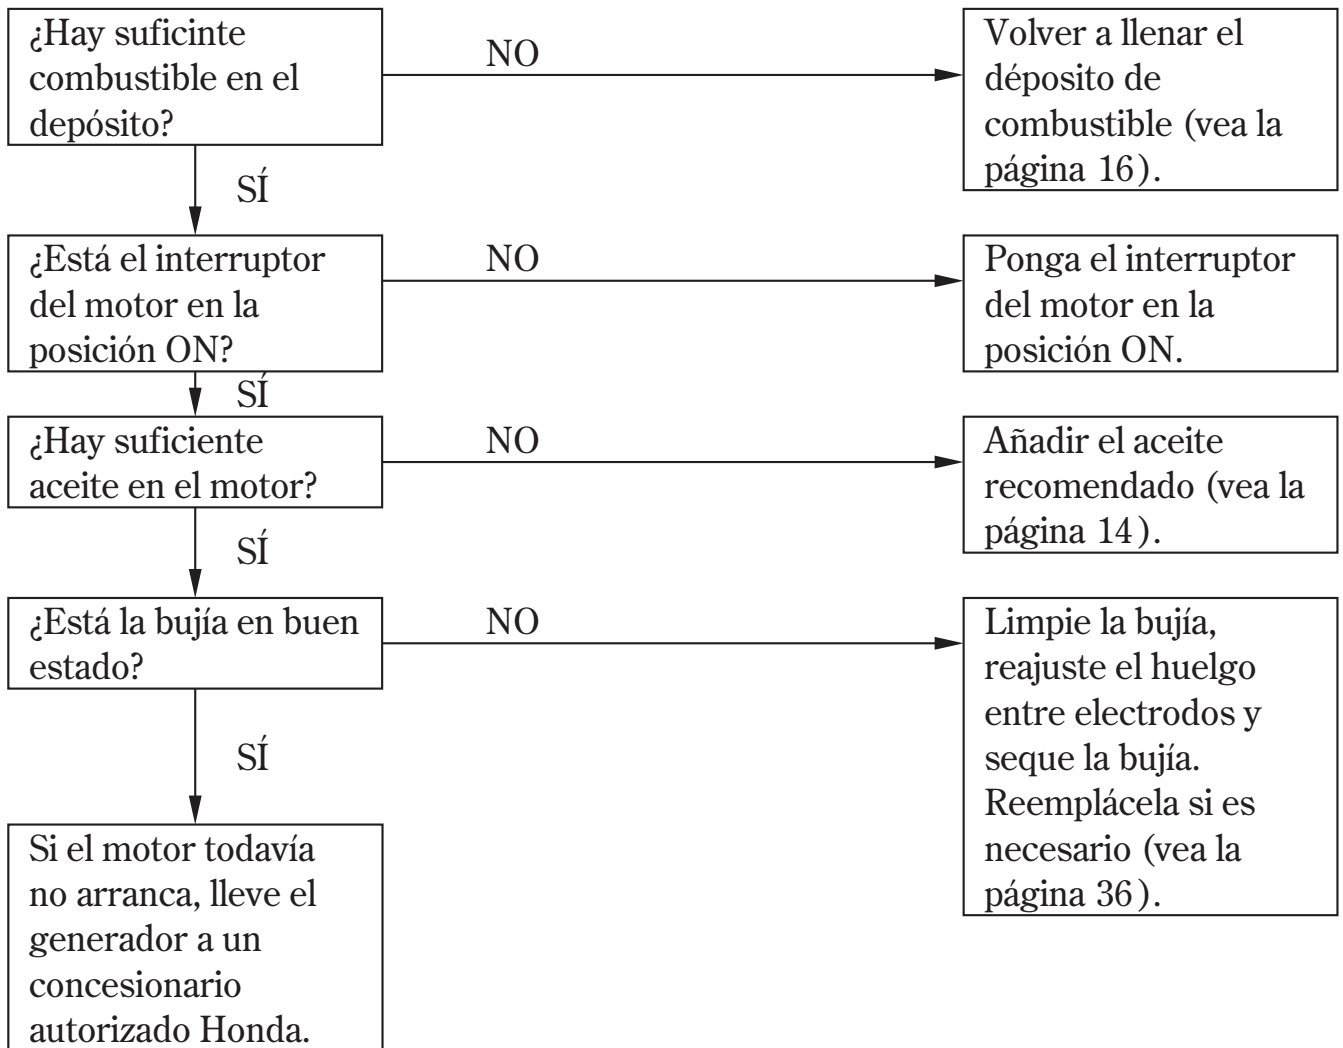 ¿Hay suficinte
combustible en el
depósito?
NO
Volver a llenar el
déposito de
combustible (vea la
página 16).
SÍ
¿Está el interruptor
del motor en la
posición ON?
NO
Ponga el interruptor
del motor en la
posición ON.
SÍ
¿Hay suficiente
aceite en el motor?
NO
Añadir el aceite
recomendado (vea la
página 14).
SÍ
¿Está la bujía en buen
estado?
NO
Limpie la bujía,
reajuste el huelgo
entre electrodos y
seque la bujía.
Reemplácela si es
necesario (vea la
página 36).
SÍ
Si el motor todavía
no arranca, lleve el
generador a un
concesionario
autorizado Honda.